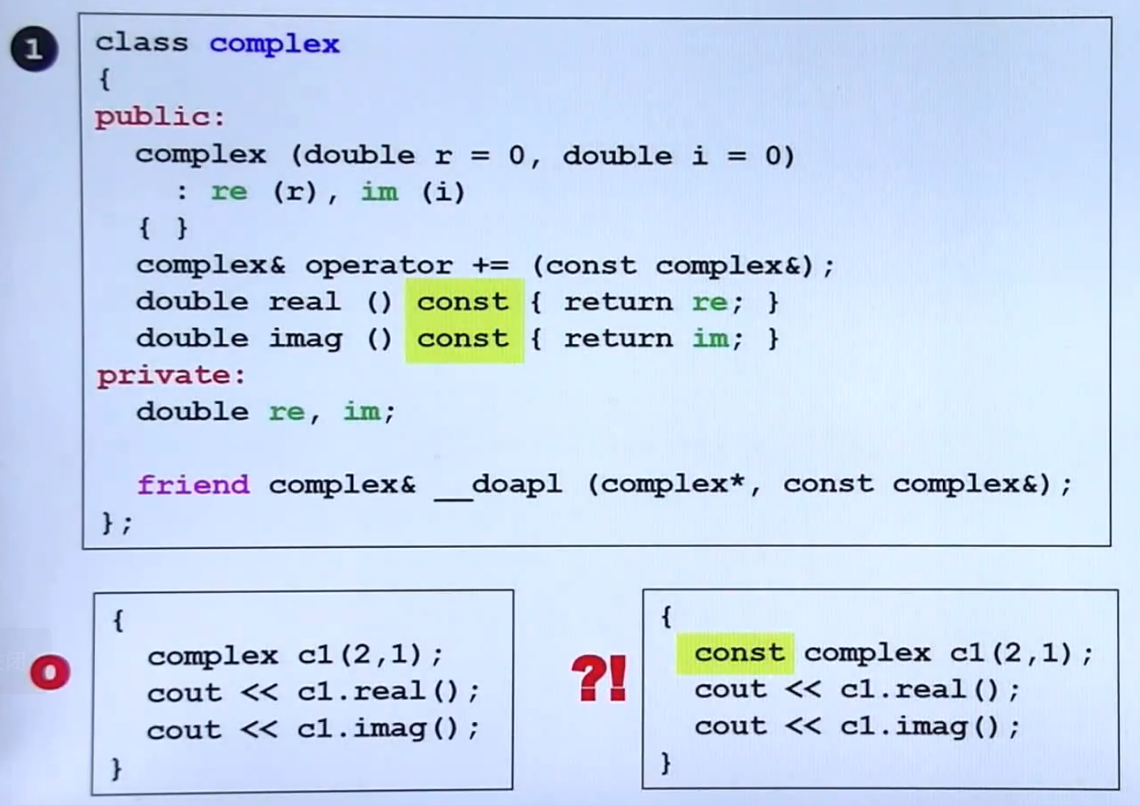 1
class complex
{
public:
complex (double r = 0, double i = 0)
: re (r), im (i)
{ }
complex& operator += (const complex&);
double real () const { return re; }
double imag () const { return im; }
private:
double re, im;
friend complex& __doapl (complex*, const complex&);
};
{
complex c1(2,1);
cout << c1.real();
cout << c1.imag();
}
O
?!
{
const complex c1(2,1);
cout << c1.real();
cout << c1.imag();
}